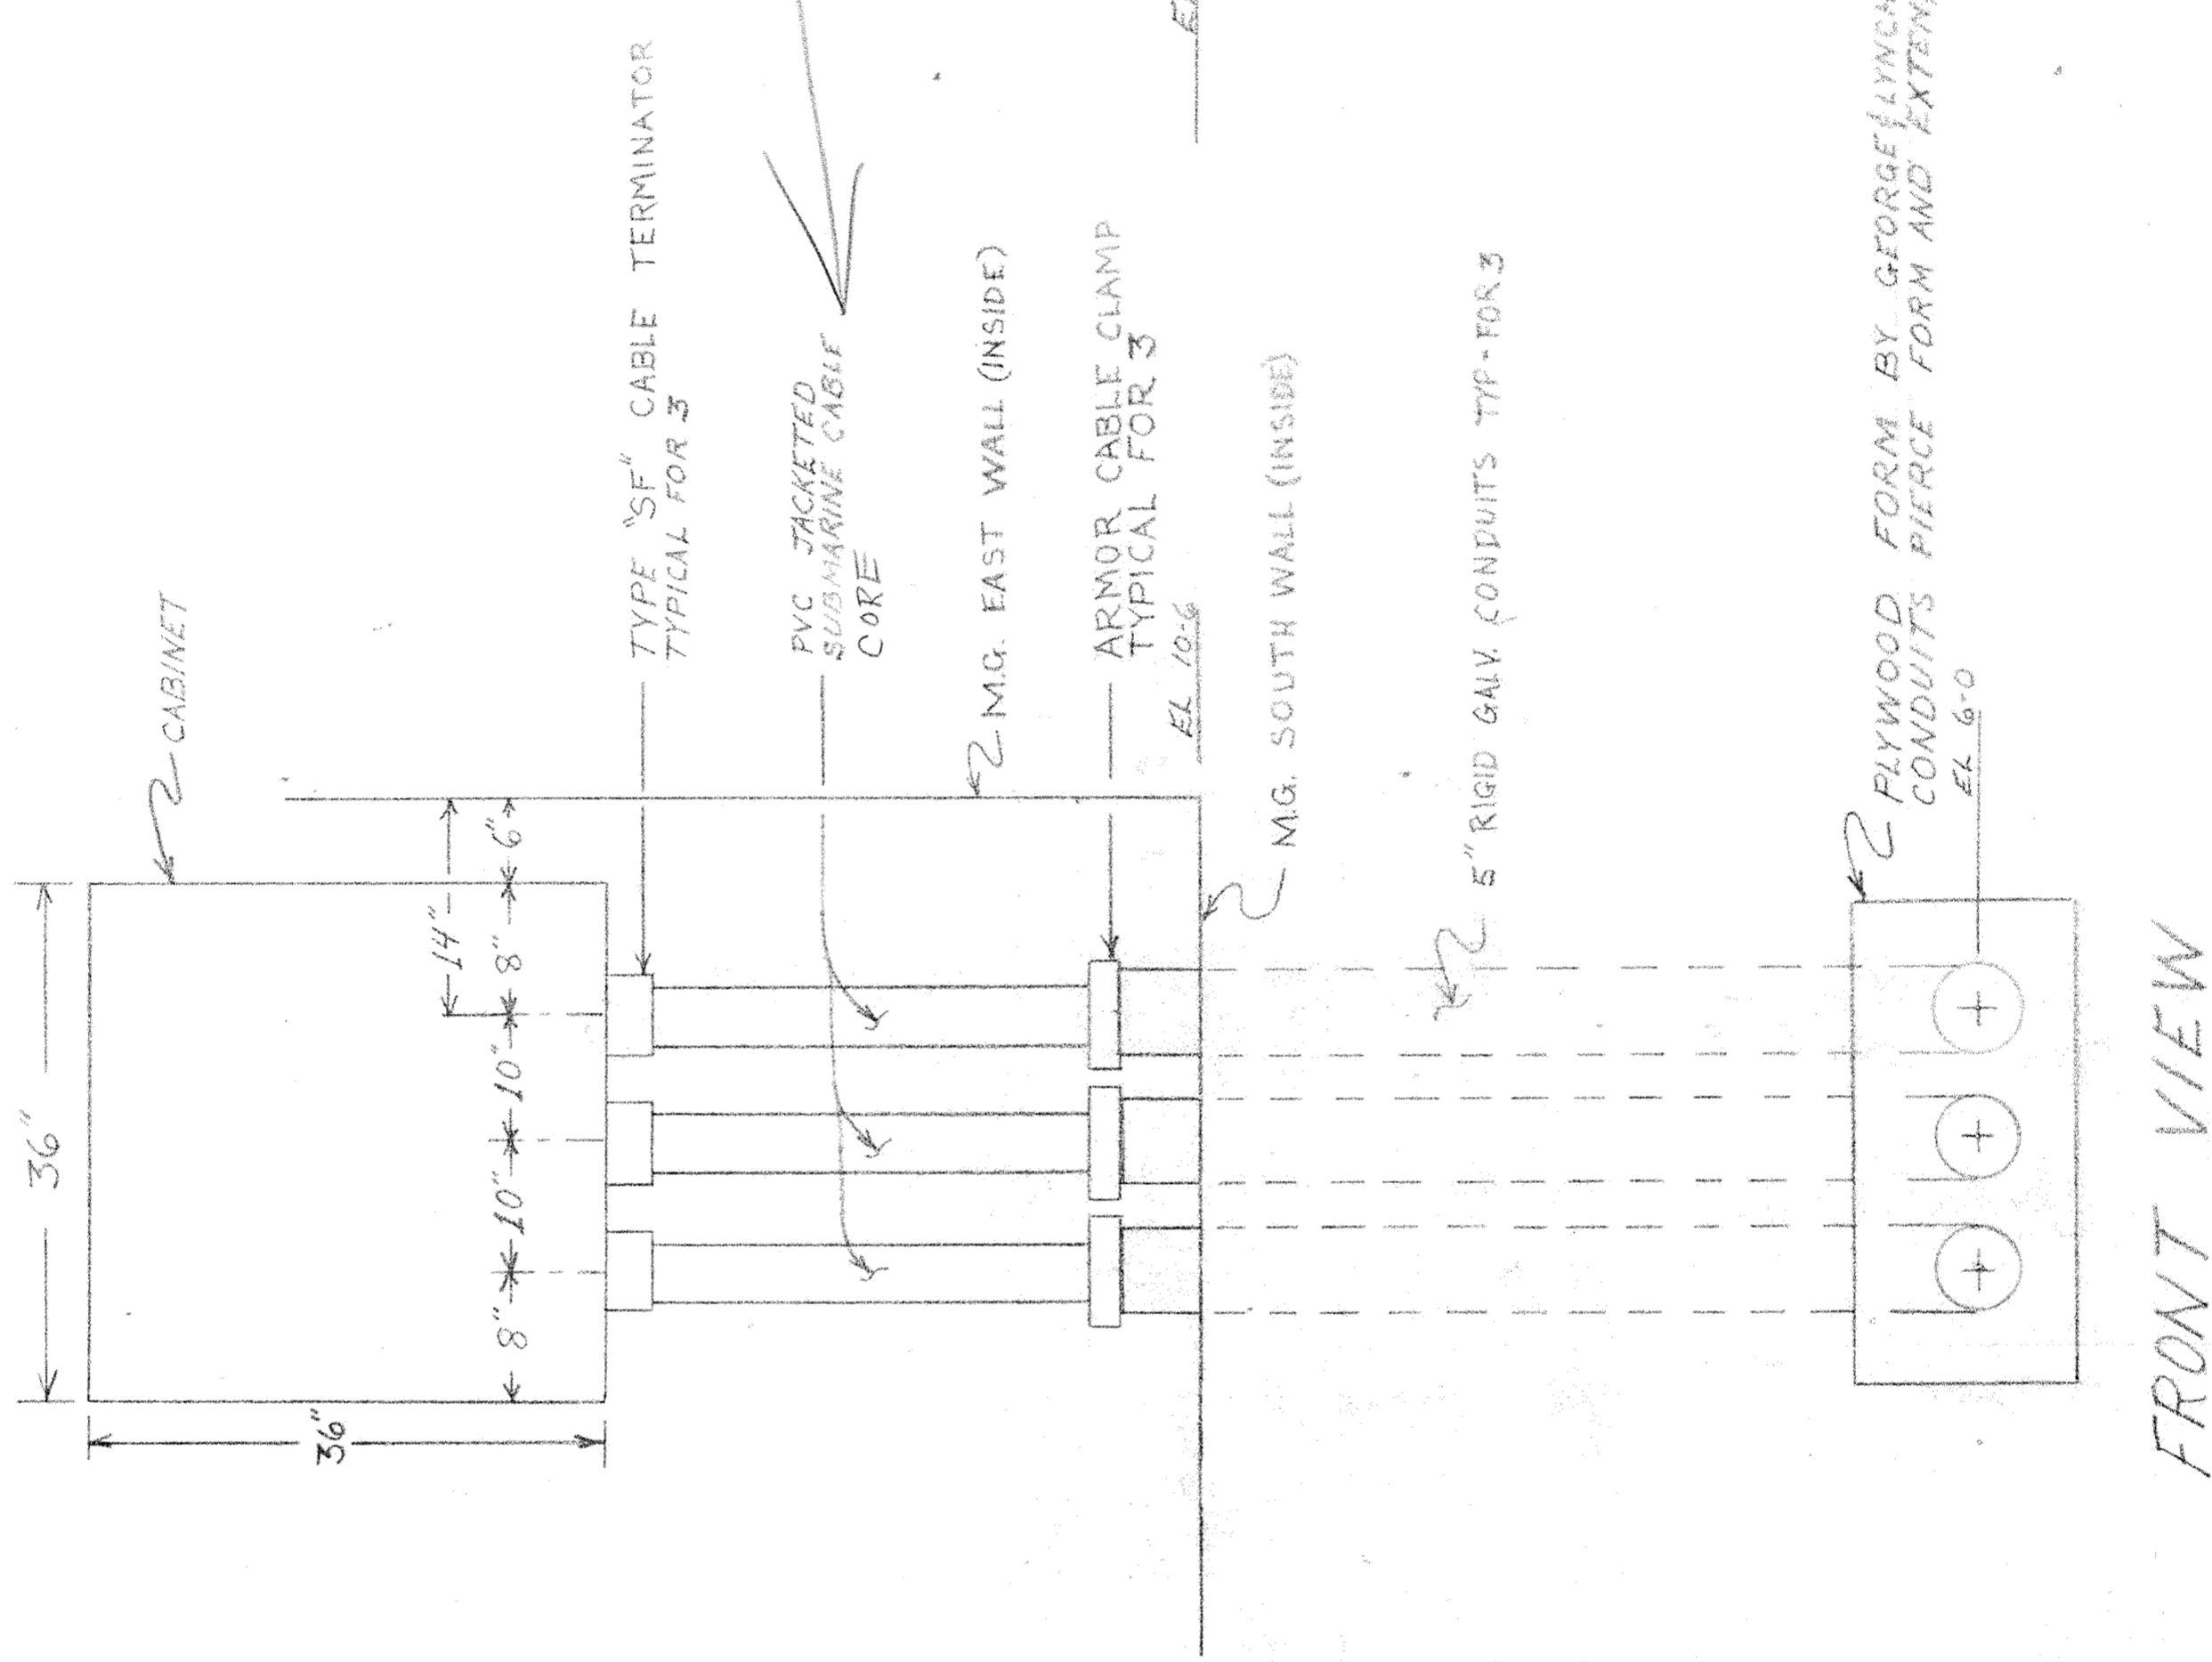 36"
36"
CABINET
14"
8" 10" 10" 8" 6"
TYPE "SF" CABLE TERMINATOR
TYPICAL FOR 3
PVC JACKETED
SUBMARINE CABLE
CORE
M.G. EAST WALL (INSIDE)
ARMOR CABLE CLAMP
TYPICAL FOR 3
EL 10-6
M.G. SOUTH WALL (INSIDE)
5" RIGID GALV. CONDUITS TYP-FOR 3
PLYWOOD FORM BY GEORGE & LYNCH
CONDUITS PIERCE FORM AND EXTEN
EL 6-0
FRONT VIEW